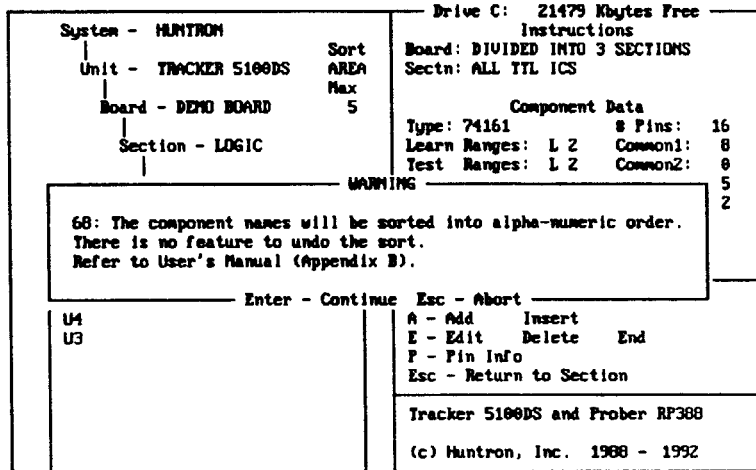 Drive C: 21479 Kbytes Free
System - HUNTRON
Sort
Unit - TRACKER 5100DS AREA
Max
Board - DEMO BOARD 5
Section - LOGIC
Instructions
Board: DIVIDED INTO 3 SECTIONS
Sectn: ALL TTL ICS
Component Data
Type: 74161 # Pins: 16
Learn Ranges: L 2 Common1: 8
Test Ranges: L 2 Common2: 0
5
2
WARNING
68: The component names will be sorted into alpha-numeric order.
There is no feature to undo the sort.
Refer to User's Manual (Appendix B).
Enter - Continue Esc - Abort
U4
U3
A - Add Insert
E - Edit Delete End
P - Pin Info
Esc - Return to Section
Tracker 5100DS and Prober RP388
(c) Huntron, Inc. 1988 - 1992